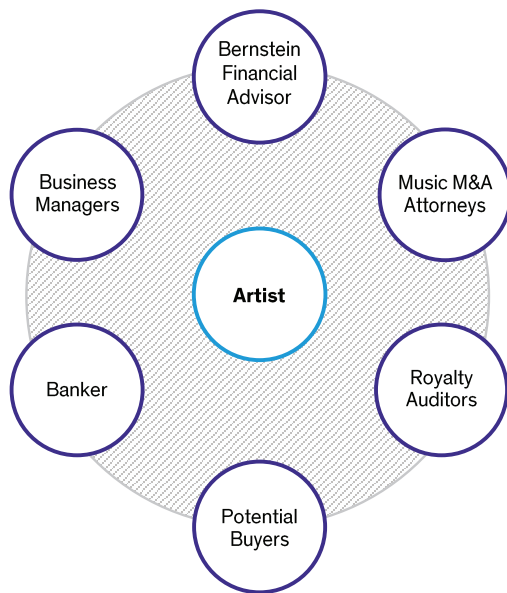 Bernstein
Financial
Advisor
Business
Managers
Music M&A
Attorneys
Artist
Banker
Royalty
Auditors
Potential
Buyers